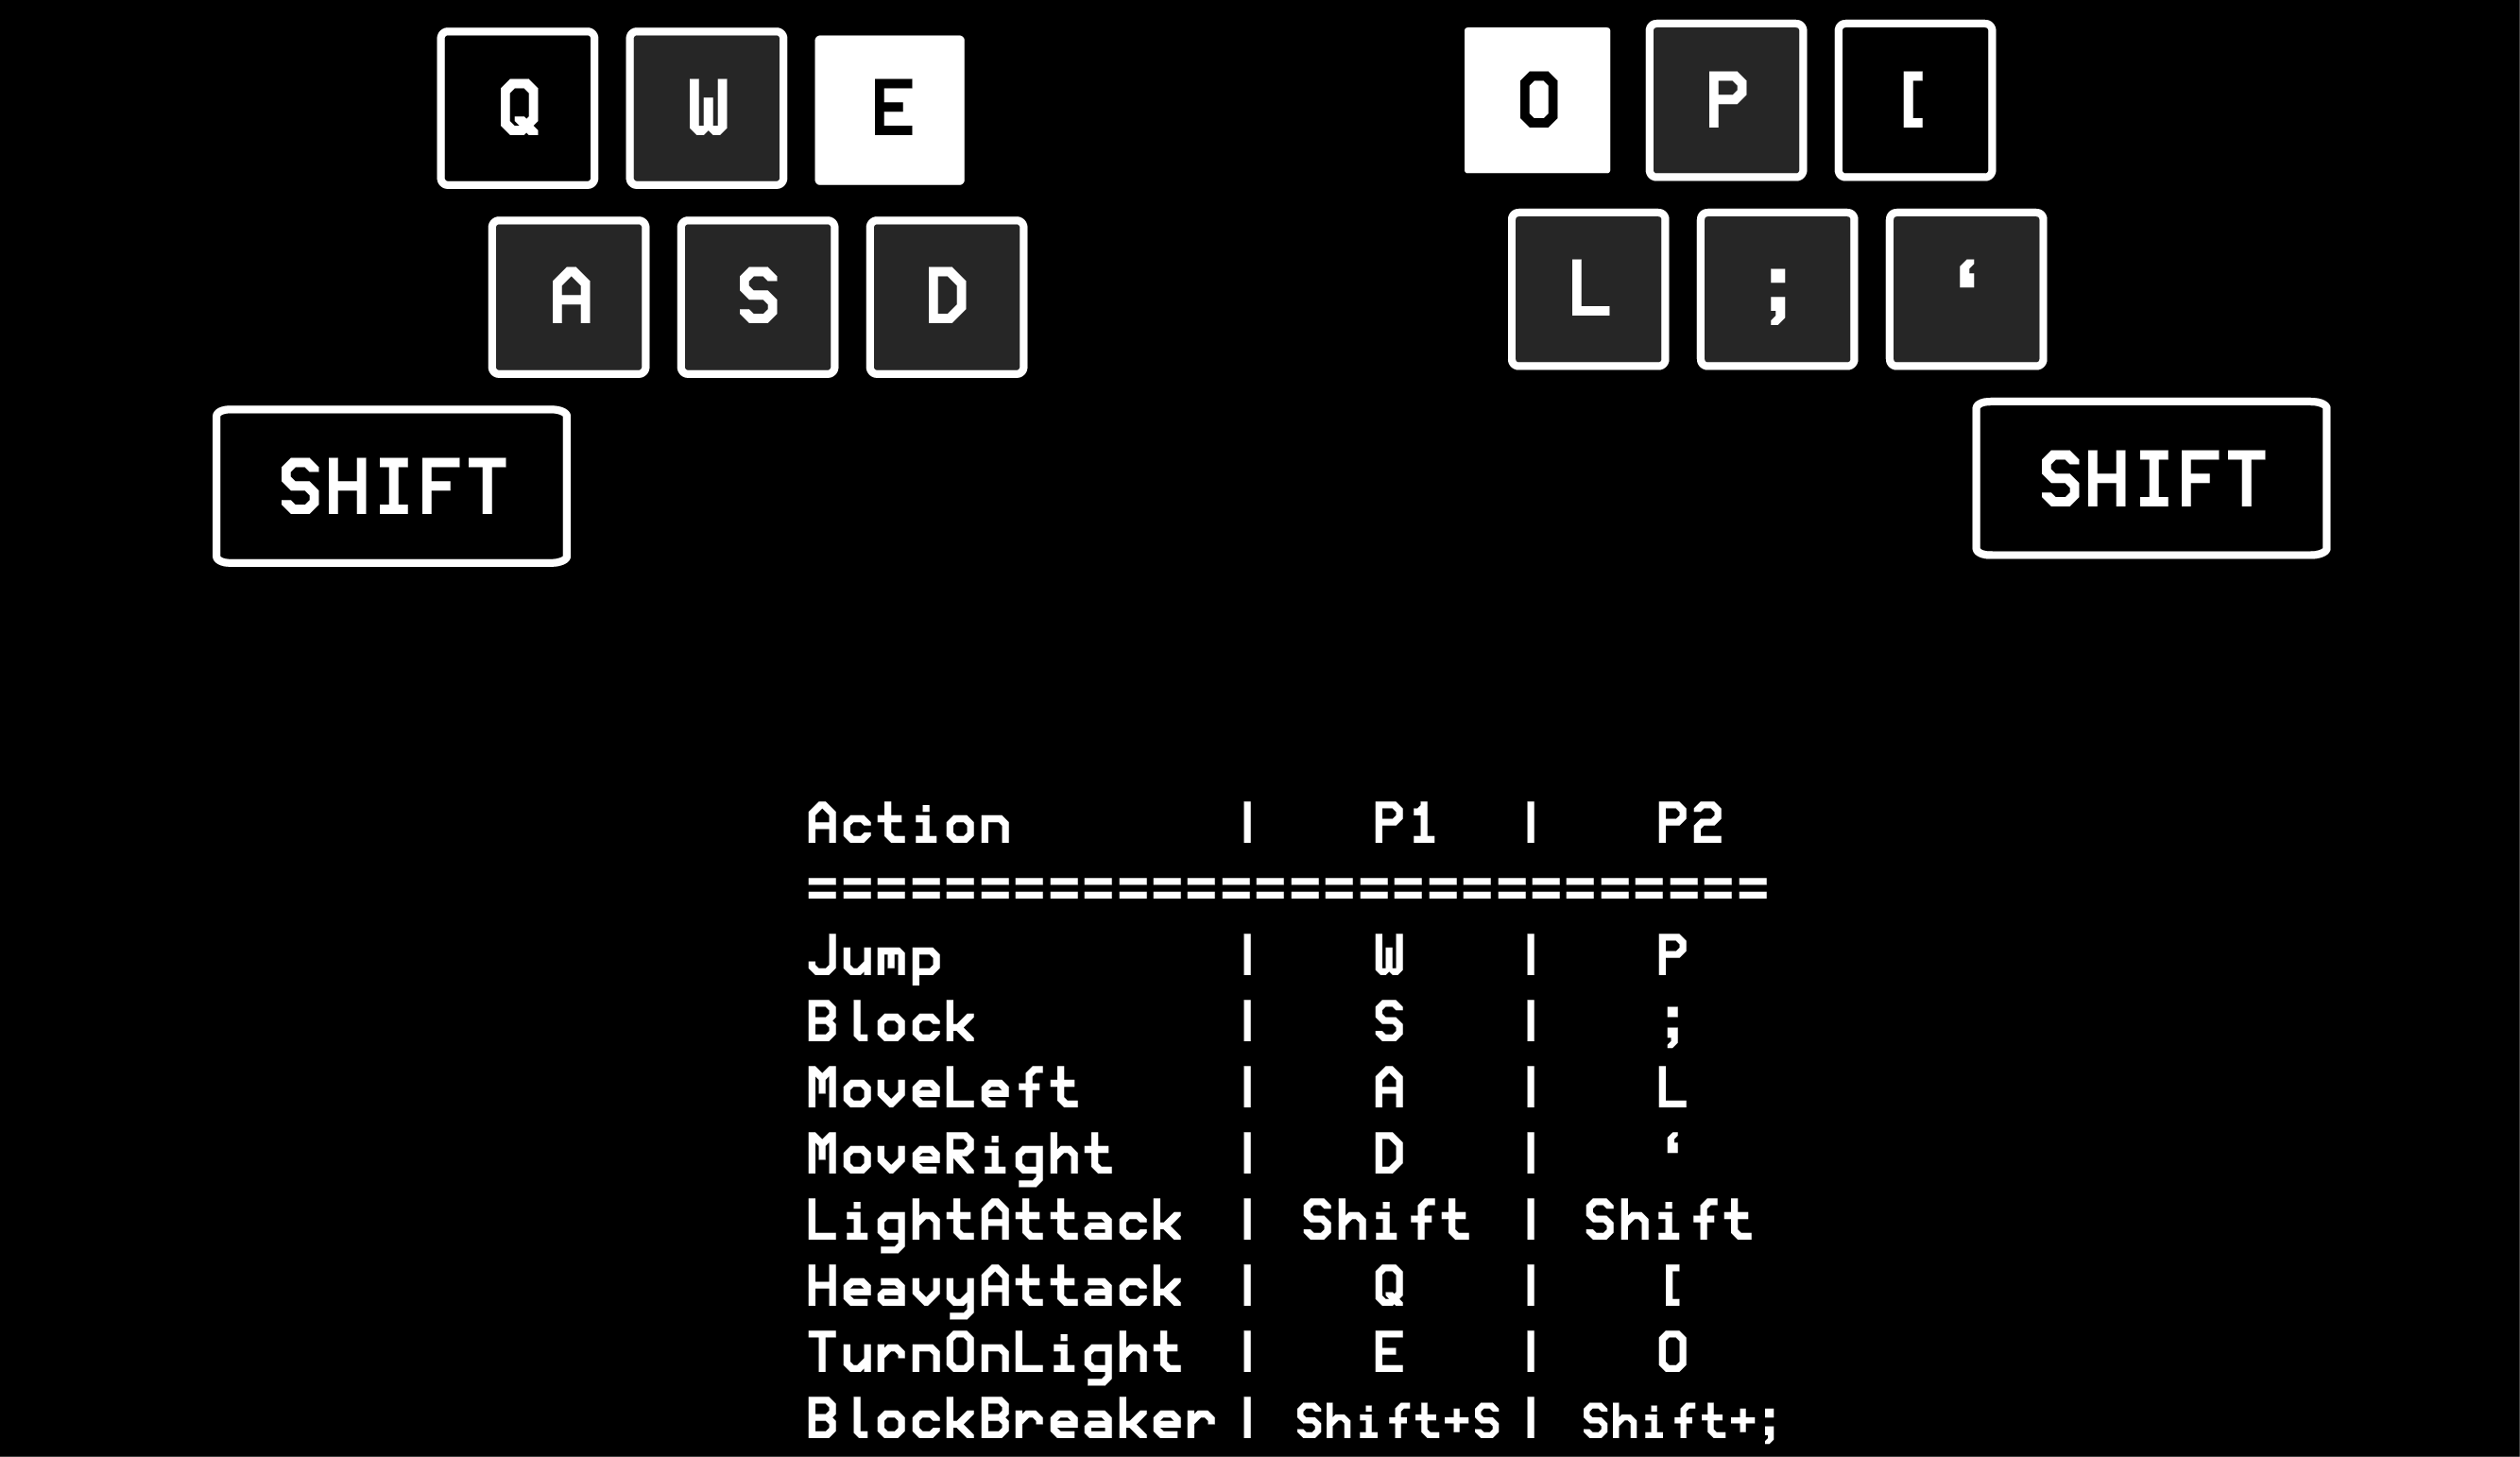 Q W E O P [
A S D L ; ‘
SHIFT SHIFT
Action | P1 | P2
============================
Jump | W | P
Block | S | ;
MoveLeft | A | L
MoveRight | D | ‘
LightAttack | Shift | Shift
HeavyAttack | Q | [
TurnOnLight | E | O
BlockBreaker | Shift+S | Shift+;